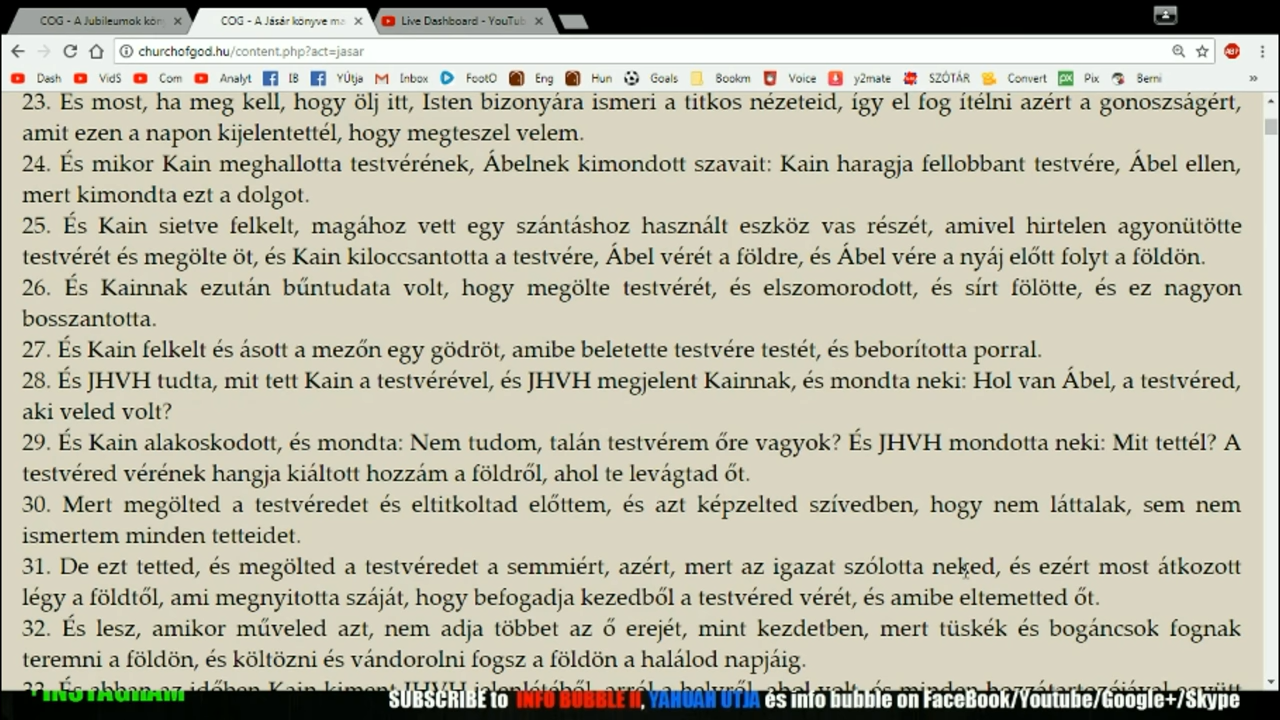 COG - A Jubileumok kön
COG - A Jásár könyve ma
Live Dashboard - YouTub
churchofgod.hu/content.php?act=jasar
Dash VidS Com Analyt IB YÚtja Inbox FootO Eng Hun Goals Bookm Voice y2mate SZÓTÁR Convert Pix Berni »
23. És most, ha meg kell, hogy ölj itt, Isten bizonyára ismeri a titkos nézeteid, így el fog ítélni azért a gonoszságért,
amit ezen a napon kijelentettél, hogy megteszel velem.
24. És mikor Kain meghallotta testvérének, Ábelnek kimondott szavait: Kain haragja fellobbant testvére, Ábel ellen,
mert kimondta ezt a dolgot.
25. És Kain sietve felkelt, magához vett egy szántáshoz használt eszköz vas részét, amivel hirtelen agyonütötte
testvérét és megölte öt, és Kain kiloccsantotta a testvére, Ábel vérét a földre, és Ábel vére a nyáj előtt folyt a földön.
26. És Kainnak ezután bűntudata volt, hogy megölte testvérét, és elszomorodott, és sírt fölötte, és ez nagyon
bosszantotta.
27. És Kain felkelt és ásott a mezőn egy gödröt, amibe beletette testvére testét, és beborította porral.
28. És JHVH tudta, mit tett Kain a testvérével, és JHVH megjelent Kainnak, és mondta neki: Hol van Ábel, a testvéred,
aki veled volt?
29. És Kain alakoskodott, és mondta: Nem tudom, talán testvérem őre vagyok? És JHVH mondotta neki: Mit tettél? A
testvéred vérének hangja kiáltott hozzám a földről, ahol te levágtad őt.
30. Mert megölted a testvéredet és eltitkoltad előttem, és azt képzelted szívedben, hogy nem láttalak, sem nem
ismertem minden tetteidet.
31. De ezt tetted, és megölted a testvéredet a semmiért, azért, mert az igazat szólotta neked, és ezért most átkozott
légy a földtől, ami megnyitotta száját, hogy befogadja kezedből a testvéred vérét, és amibe eltemetted őt.
32. És lesz, amikor műveled azt, nem adja többet az ő erejét, mint kezdetben, mert tüskék és bogáncsok fognak
teremni a földön, és költözni és vándorolni fogsz a földön a halálod napjáig.
INSTAGRAM
SUBSCRIBE to INFO BUBBLE II, YAHUAH ÚTJA és info bubble on FaceBook/Youtube/Google+/Skype